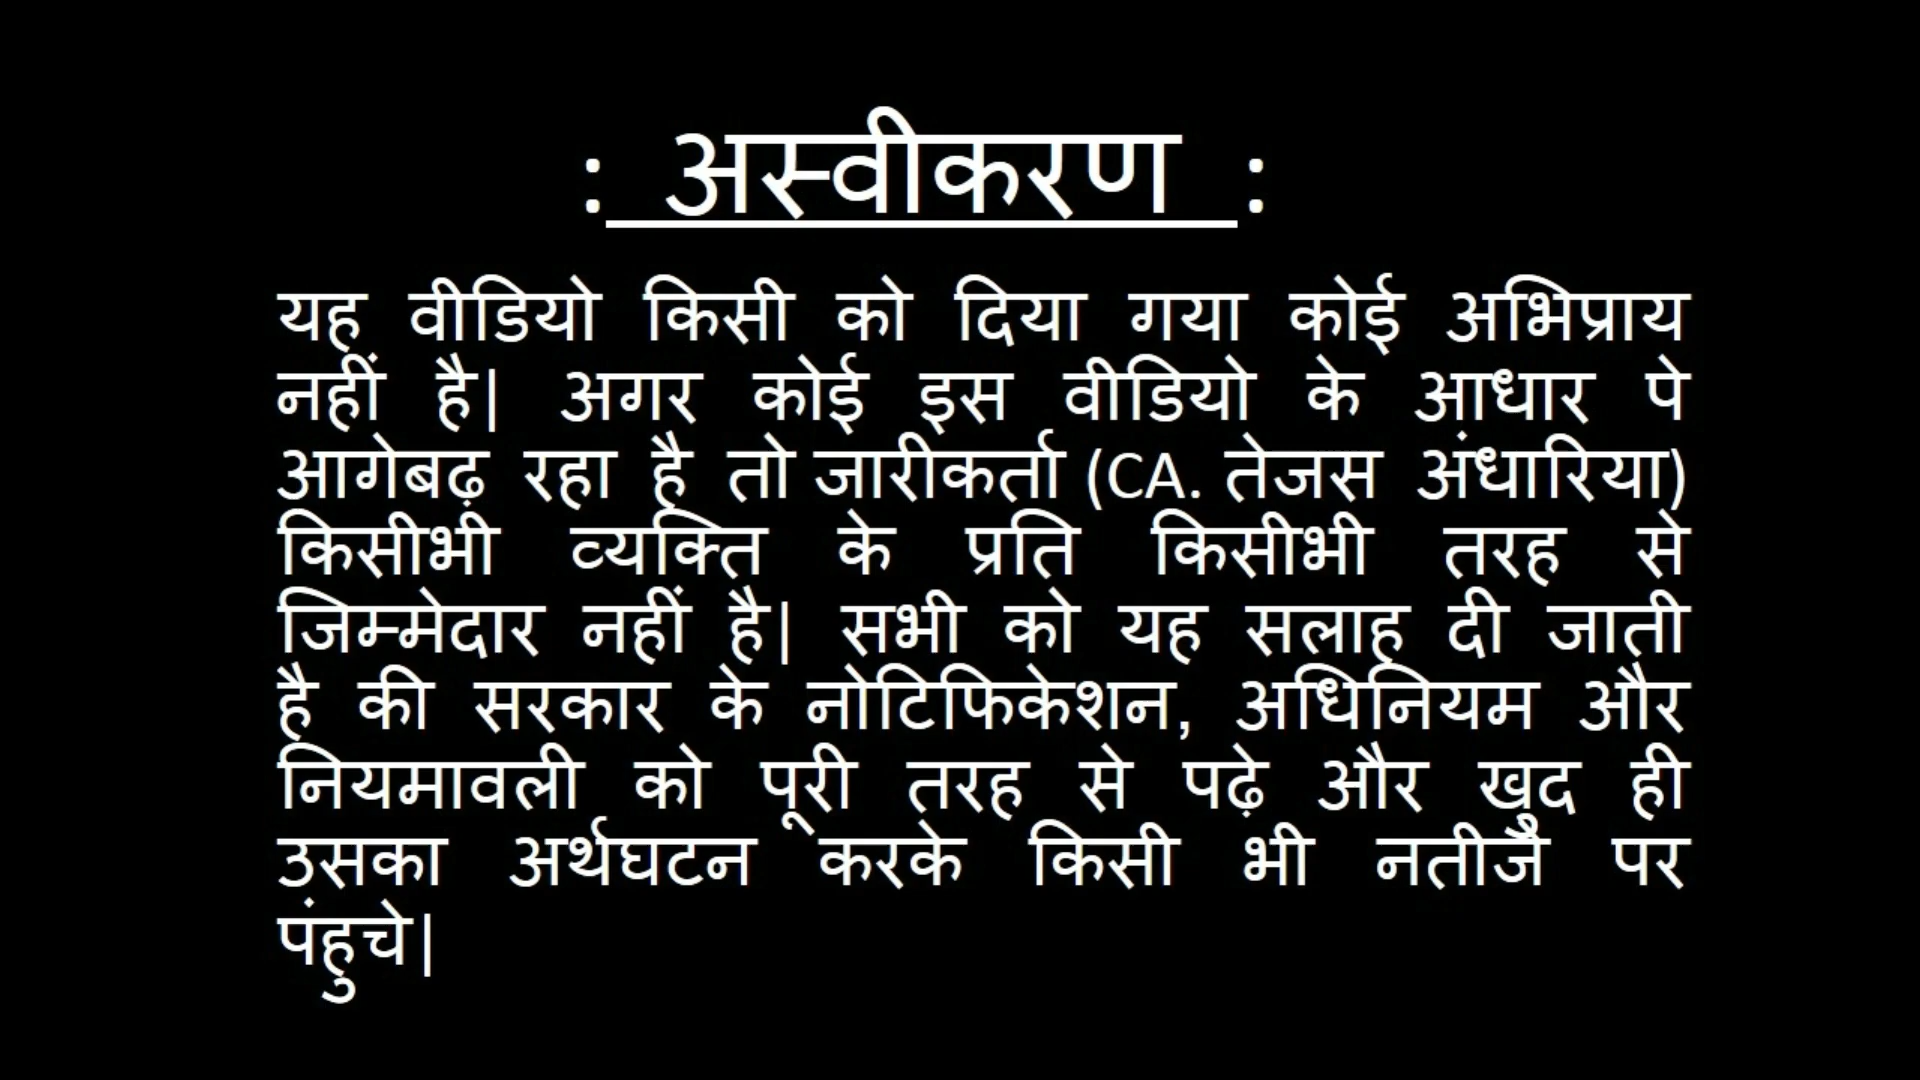 : अस्वीकरण :
यह वीडियो किसी को दिया गया कोई अभिप्राय
नहीं है| अगर कोई इस वीडियो के आधार पे
आगेबढ़ रहा है तो जारीकर्ता (CA. तेजस अंधारिया)
किसीभी व्यक्ति के प्रति किसीभी तरह से
जिम्मेदार नहीं है| सभी को यह सलाह दी जाती
है की सरकार के नोटिफिकेशन, अधिनियम और
नियमावली को पूरी तरह से पढ़े और खुद ही
उसका अर्थघटन करके किसी भी नतीजे पर
पंहुचे|